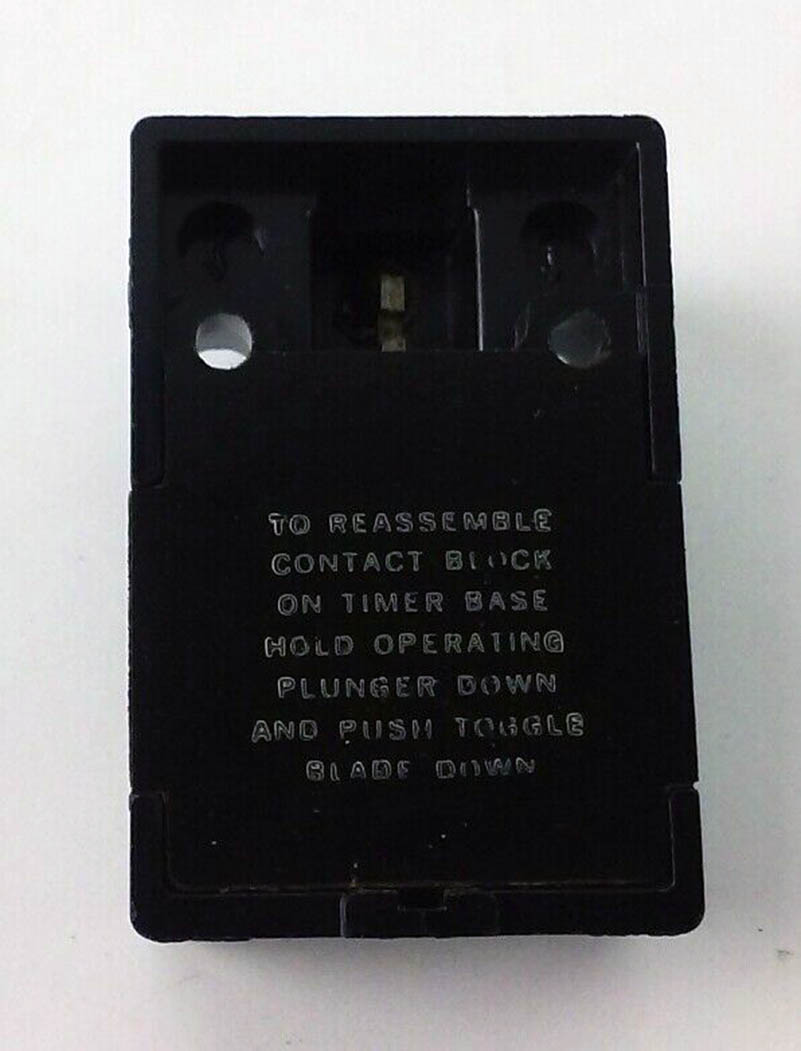 TO REASSEMBLE
CONTACT BLOCK
ON TIMER BASE
HOLD OPERATING
PLUNGER DOWN
AND PUSH TOGGLE
BLADE DOWN